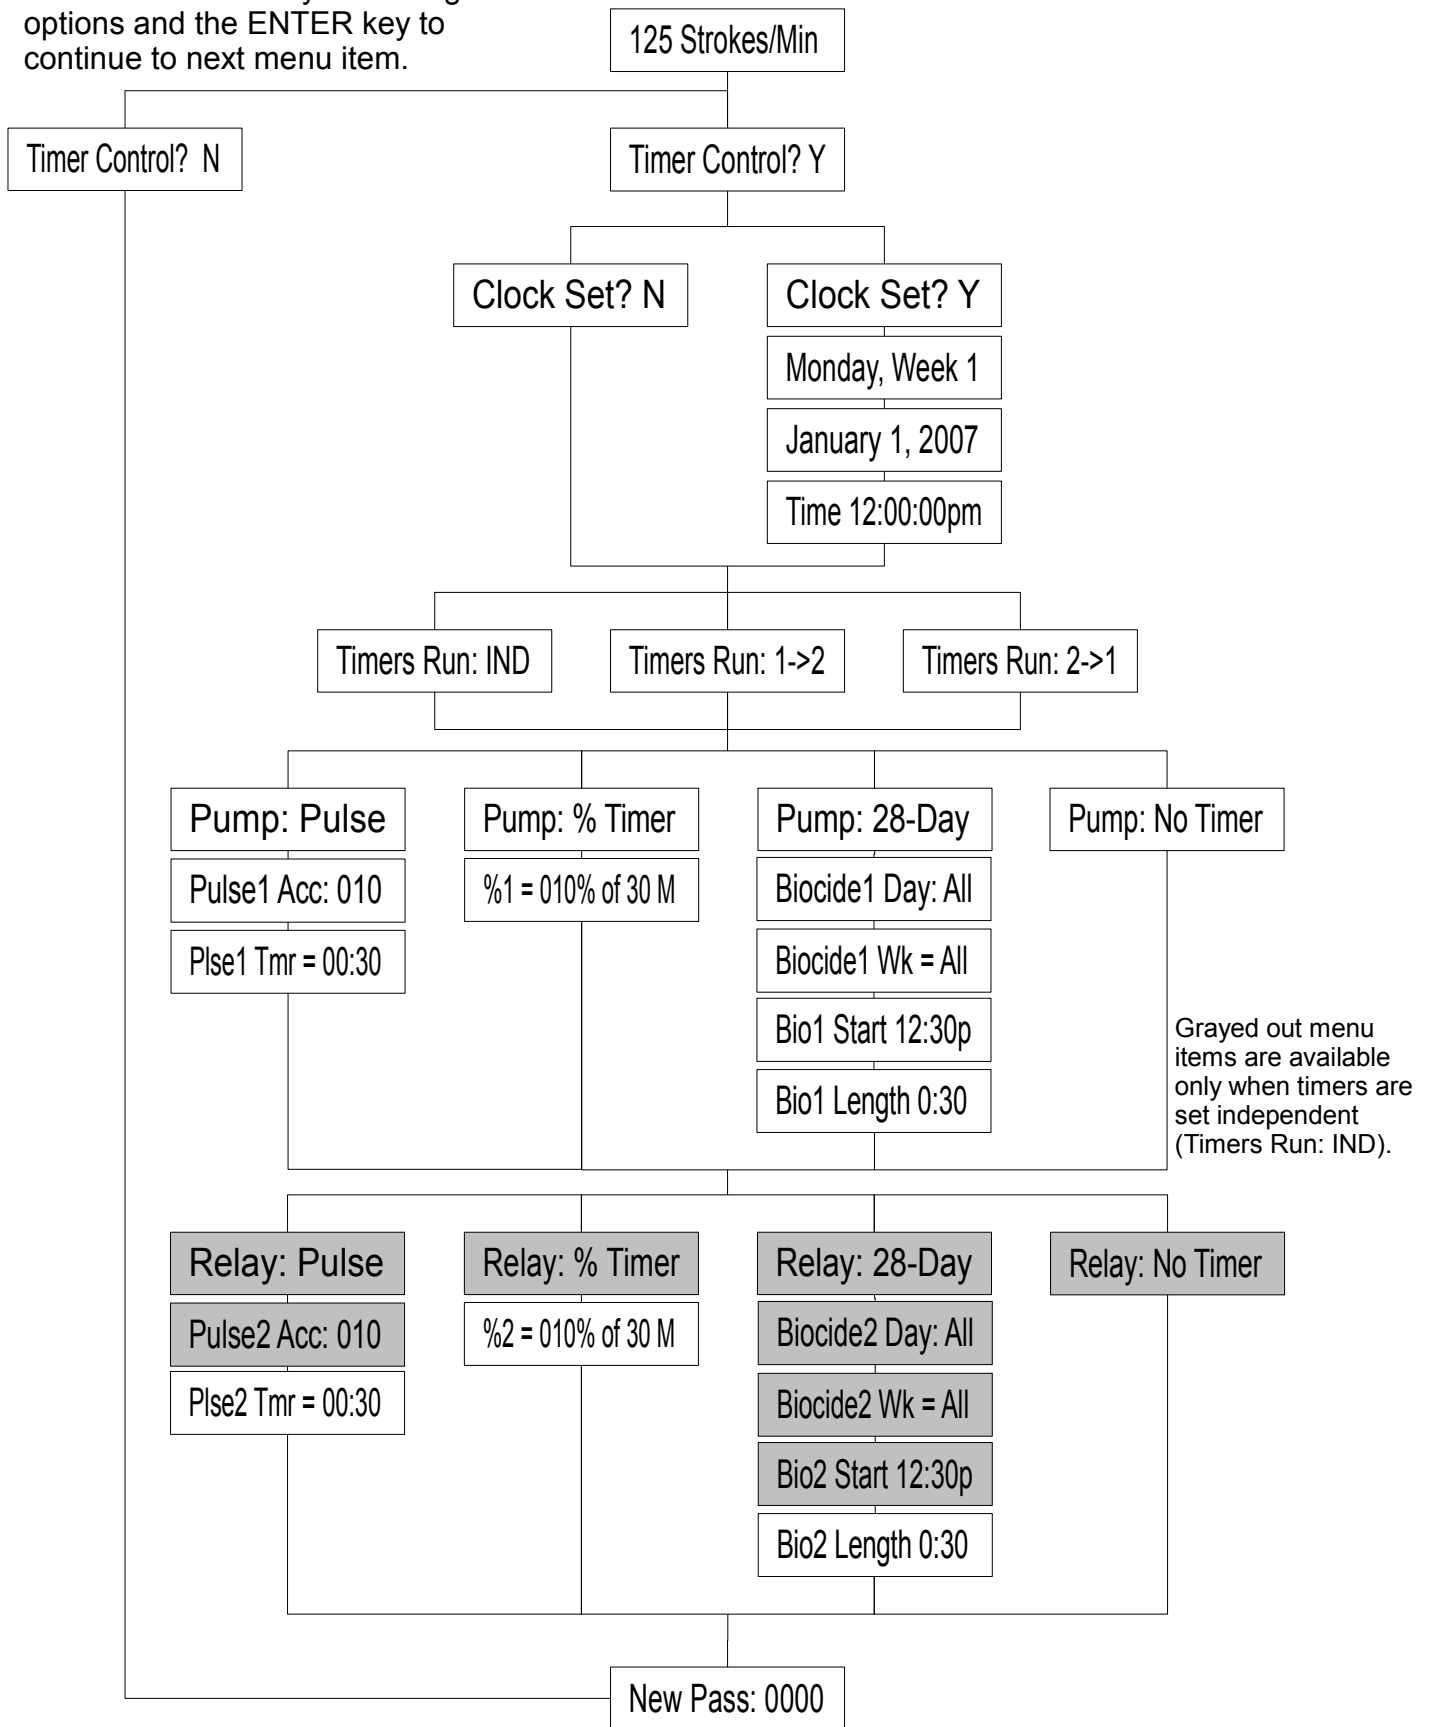 options and the ENTER key to
continue to next menu item.
125 Strokes/Min
Timer Control? N
Timer Control? Y
Clock Set? N
Clock Set? Y
Monday, Week 1
January 1, 2007
Time 12:00:00pm
Timers Run: IND
Timers Run: 1->2
Timers Run: 2->1
Pump: Pulse
Pulse1 Acc: 010
Plse1 Tmr = 00:30
Pump: % Timer
%1 = 010% of 30 M
Pump: 28-Day
Biocide1 Day: All
Biocide1 Wk = All
Bio1 Start 12:30p
Bio1 Length 0:30
Pump: No Timer
Grayed out menu
items are available
only when timers are
set independent
(Timers Run: IND).
Relay: Pulse
Pulse2 Acc: 010
Plse2 Tmr = 00:30
Relay: % Timer
%2 = 010% of 30 M
Relay: 28-Day
Biocide2 Day: All
Biocide2 Wk = All
Bio2 Start 12:30p
Bio2 Length 0:30
Relay: No Timer
New Pass: 0000